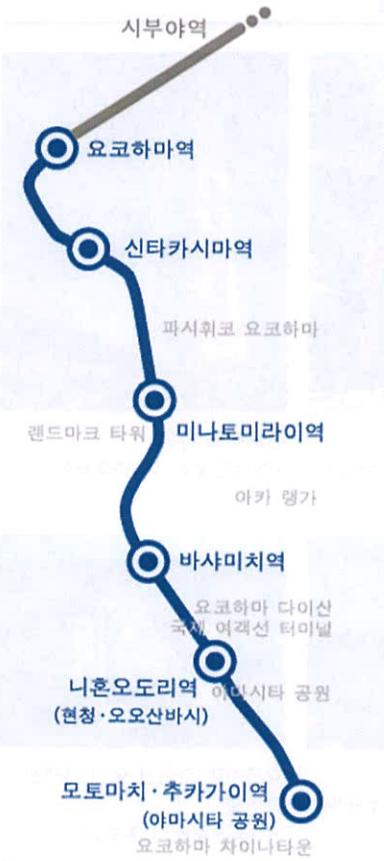 시부야역
요코하마역
신타카시마역
파시휘코 요코하마
랜드마크 타워
미나토미라이역
아카 랭가
바샤미치역
요코하마 다이산
국제 여객선 터미널
니혼오도리역
야마시타 공원
(현청·오오산바시)
모토마치·추카가이역
(야마시타 공원)
요코하마 차이나타운